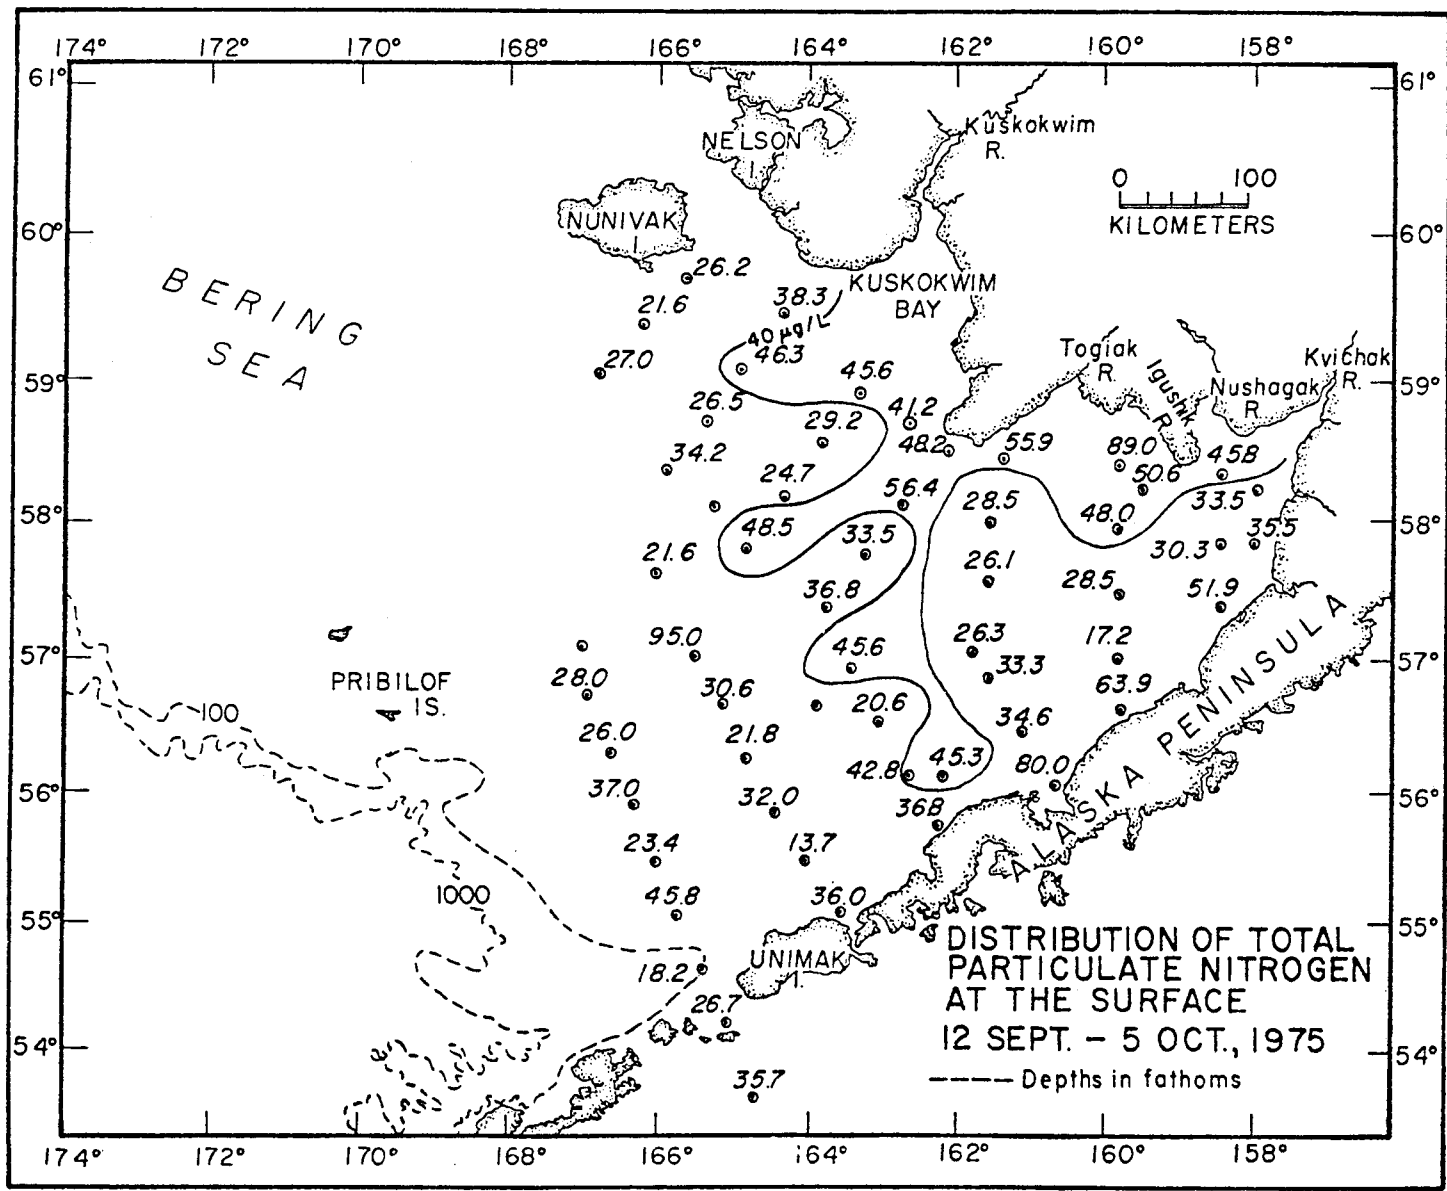 174° 172° 170° 168° 166° 164° 162° 160° 158°
61° 61°
Kuskokwim
R.
NELSON
I.
0 100
KILOMETERS
NUNIVAK
I.
60° 60°
BERING
SEA
26.2
KUSKOKWIM
BAY
21.6
38.3
40 µg/L
46.3
27.0
Togiak
R.
Igushik
R.
Nushagak
R.
Kvichak
R.
59° 59°
45.6
26.5
41.2
29.2
48.2
55.9
89.0
45.8
34.2
50.6
24.7
56.4
28.5
33.5
48.0
58° 58°
48.5
33.5
35.5
30.3
21.6
26.1
28.5
51.9
36.8
95.0
45.6
26.3
17.2
57° 57°
33.3
PRIBILOF
IS.
28.0
30.6
20.6
63.9
100
34.6
26.0
21.8
42.8
45.3
80.0
56° 56°
37.0
32.0
36.8
ALASKA PENINSULA
23.4
13.7
1000
45.8
36.0
55° 55°
UNIMAK
I.
18.2
26.7
54° 54°
35.7
DISTRIBUTION OF TOTAL
PARTICULATE NITROGEN
AT THE SURFACE
12 SEPT. – 5 OCT., 1975
Depths in fathoms
174° 172° 170° 168° 166° 164° 162° 160° 158°